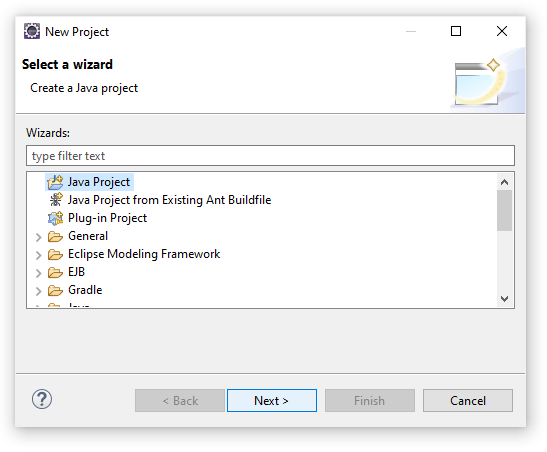 New Project
Select a wizard
Create a Java project
Wizards:
type filter text
Java Project
Java Project from Existing Ant Buildfile
Plug-in Project
General
Eclipse Modeling Framework
EJB
Gradle
Java
?
< Back
Next >
Finish
Cancel